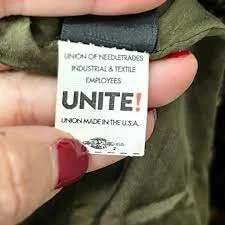 UNION OF NEEDLETRADES
INDUSTRIAL & TEXTILE
EMPLOYEES
UNITE!
UNION MADE IN THE U.S.A.